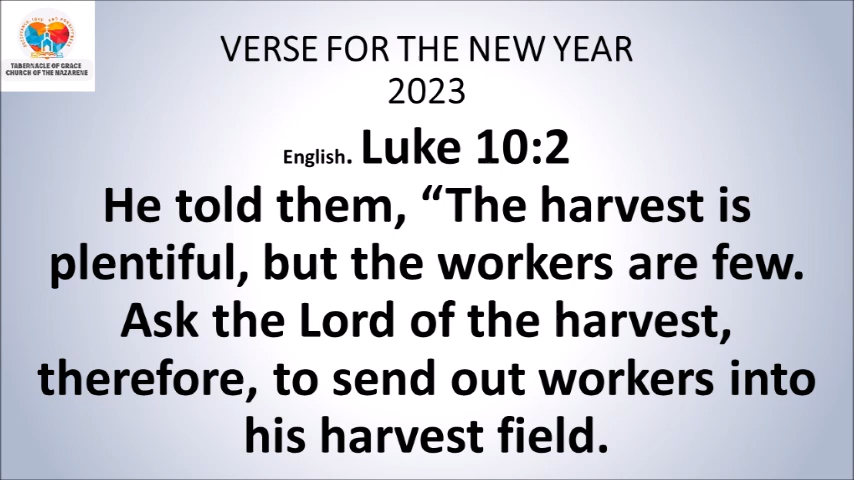 TABERNACLE OF GRACE
CHURCH OF THE NAZARENE
VERSE FOR THE NEW YEAR
2023
English. Luke 10:2
He told them, “The harvest is
plentiful, but the workers are few.
Ask the Lord of the harvest,
therefore, to send out workers into
his harvest field.